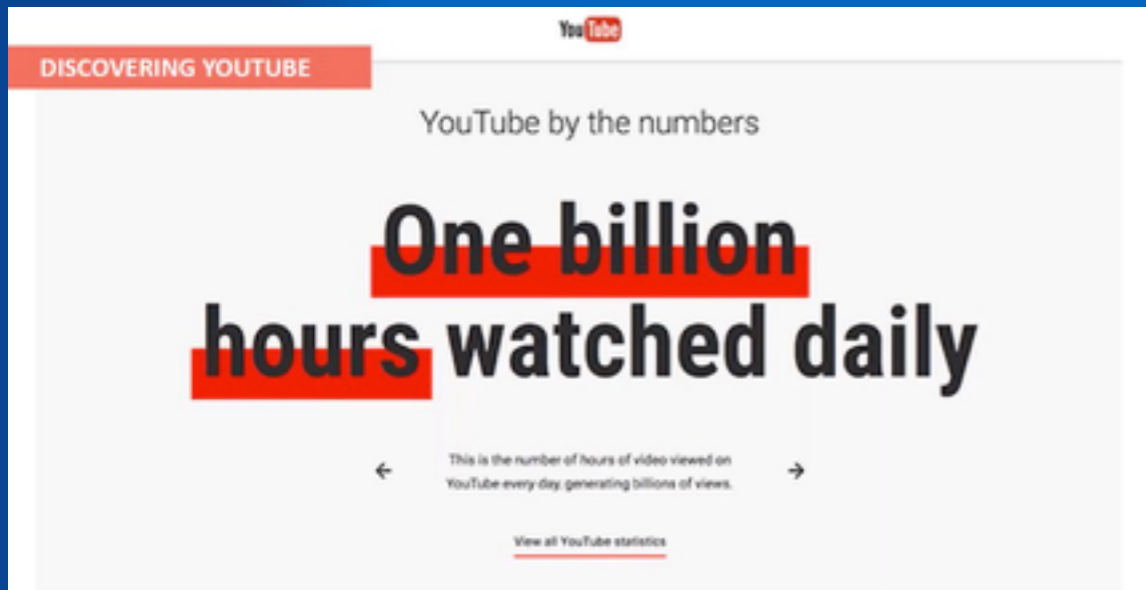 YouTube
DISCOVERING YOUTUBE
YouTube by the numbers
One billion
hours watched daily
This is the number of hours of video viewed on
YouTube every day, generating billions of views.
View all YouTube statistics